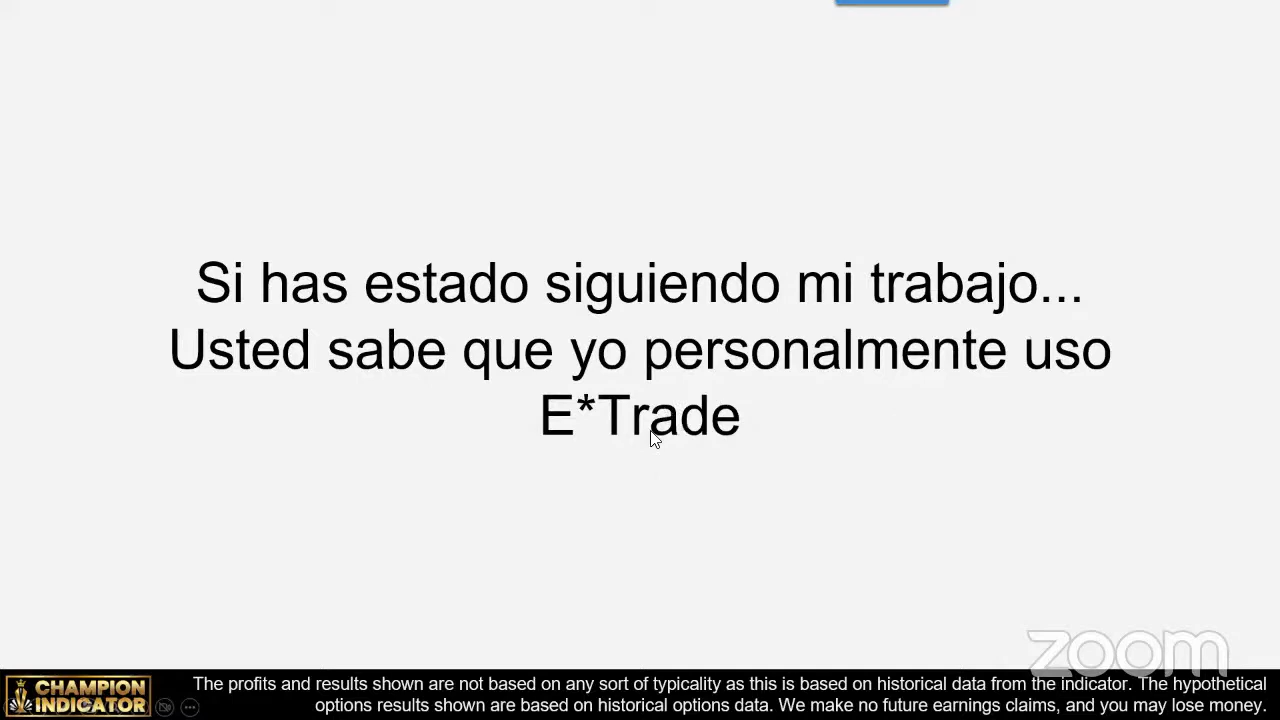 Si has estado siguiendo mi trabajo...
Usted sabe que yo personalmente uso
E*Trade
zoom
CHAMPION
INDICATOR
The profits and results shown are not based on any sort of typicality as this is based on historical data from the indicator. The hypothetical
options results shown are based on historical options data. We make no future earnings claims, and you may lose money.